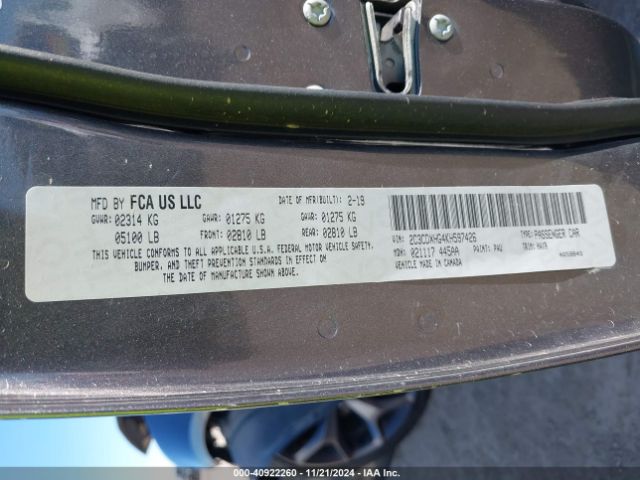 MFD BY FCA US LLC DATE OF MFR(BUILT): 2-19
GVWR: 02314 KG GAWR: 01275 KG GAWR: 01275 KG
05100 LB FRONT: 02810 LB REAR: 02810 LB
THIS VEHICLE CONFORMS TO ALL APPLICABLE U.S.A. FEDERAL MOTOR VEHICLE SAFETY,
BUMPER, AND THEFT PREVENTION STANDARDS IN EFFECT ON
THE DATE OF MANUFACTURE SHOWN ABOVE.
VIN: 2C3CDXHG4KH597426 TYPE: PASSENGER CAR
MDH: 021117 445AA PAINT: PAU TRIM: HAX9
VEHICLE MADE IN CANADA
000-40922260 - 11/21/2024 - IAA Inc.